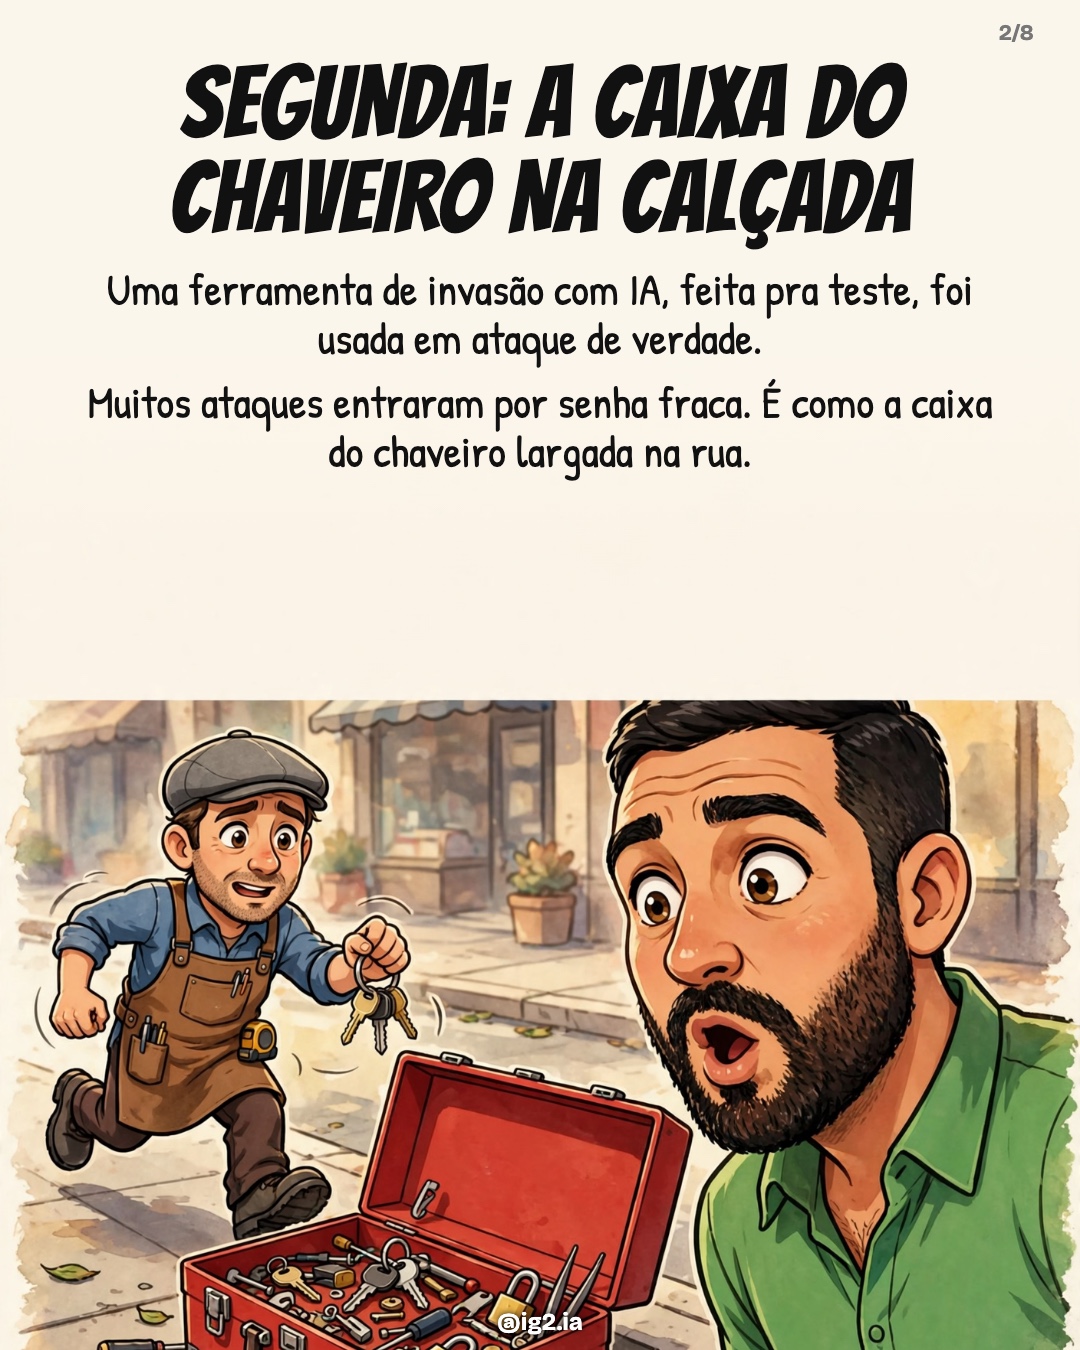 2/8
SEGUNDA: A CAIXA DO
CHAVEIRO NA CALÇADA
Uma ferramenta de invasão com IA, feita pra teste, foi
usada em ataque de verdade.
Muitos ataques entraram por senha fraca. É como a caixa
do chaveiro largada na rua.
@ig2.ia